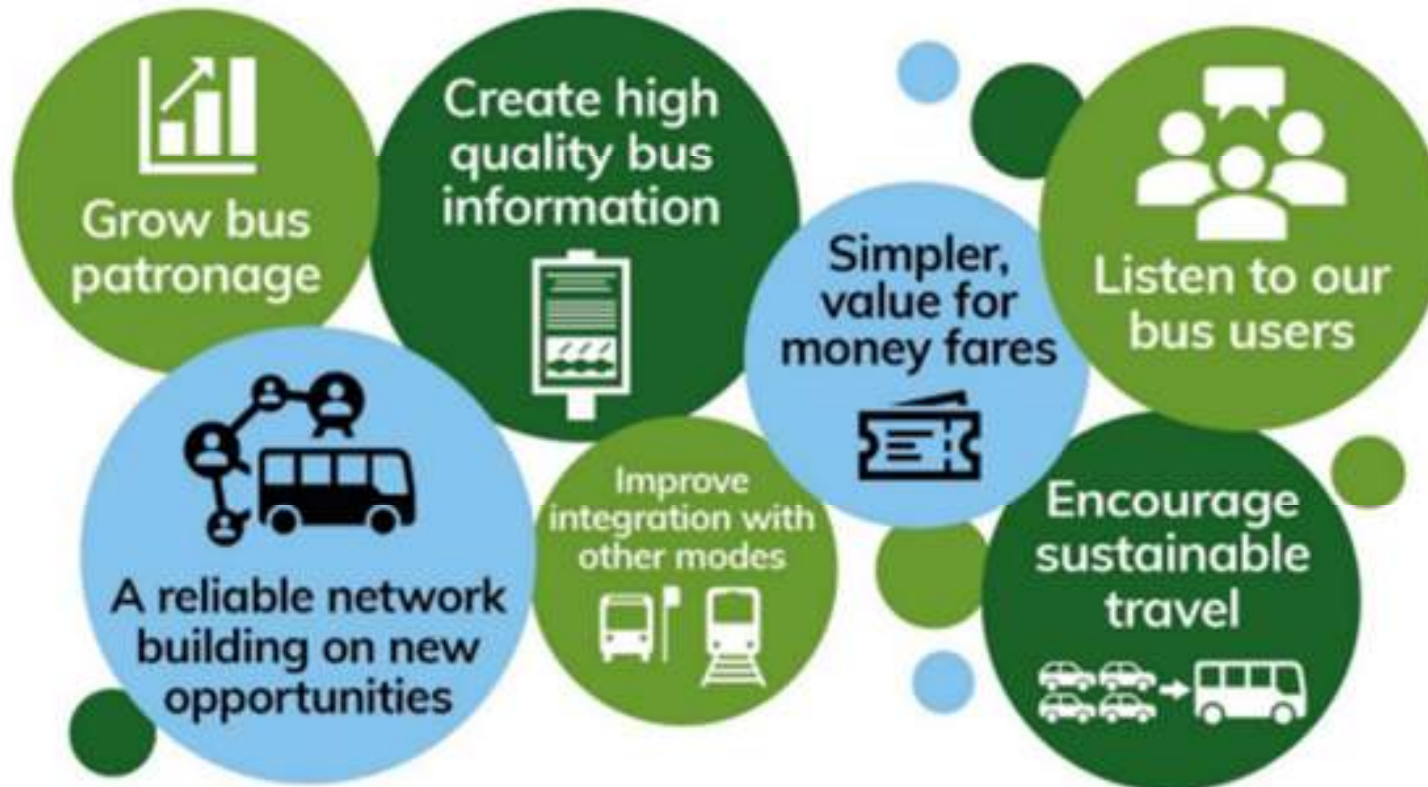 Grow bus
patronage
Create high
quality bus
information
Simpler,
value for
money fares
Listen to our
bus users
A reliable network
building on new
opportunities
Improve
integration with
other modes
Encourage
sustainable
travel